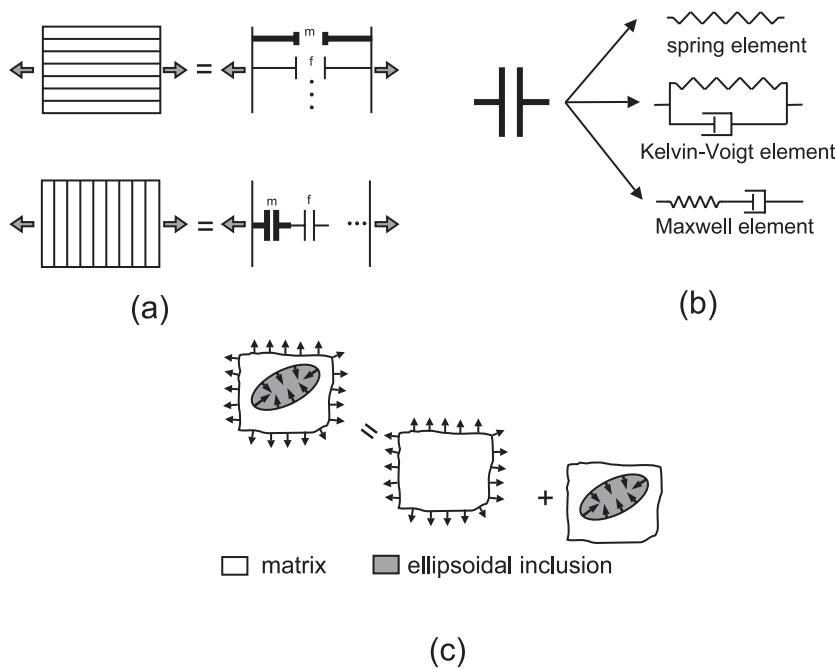 m
f
=
m
f
=
(a)
spring element
Kelvin-Voigt element
Maxwell element
(b)
=
+
matrix
ellipsoidal inclusion
(c)